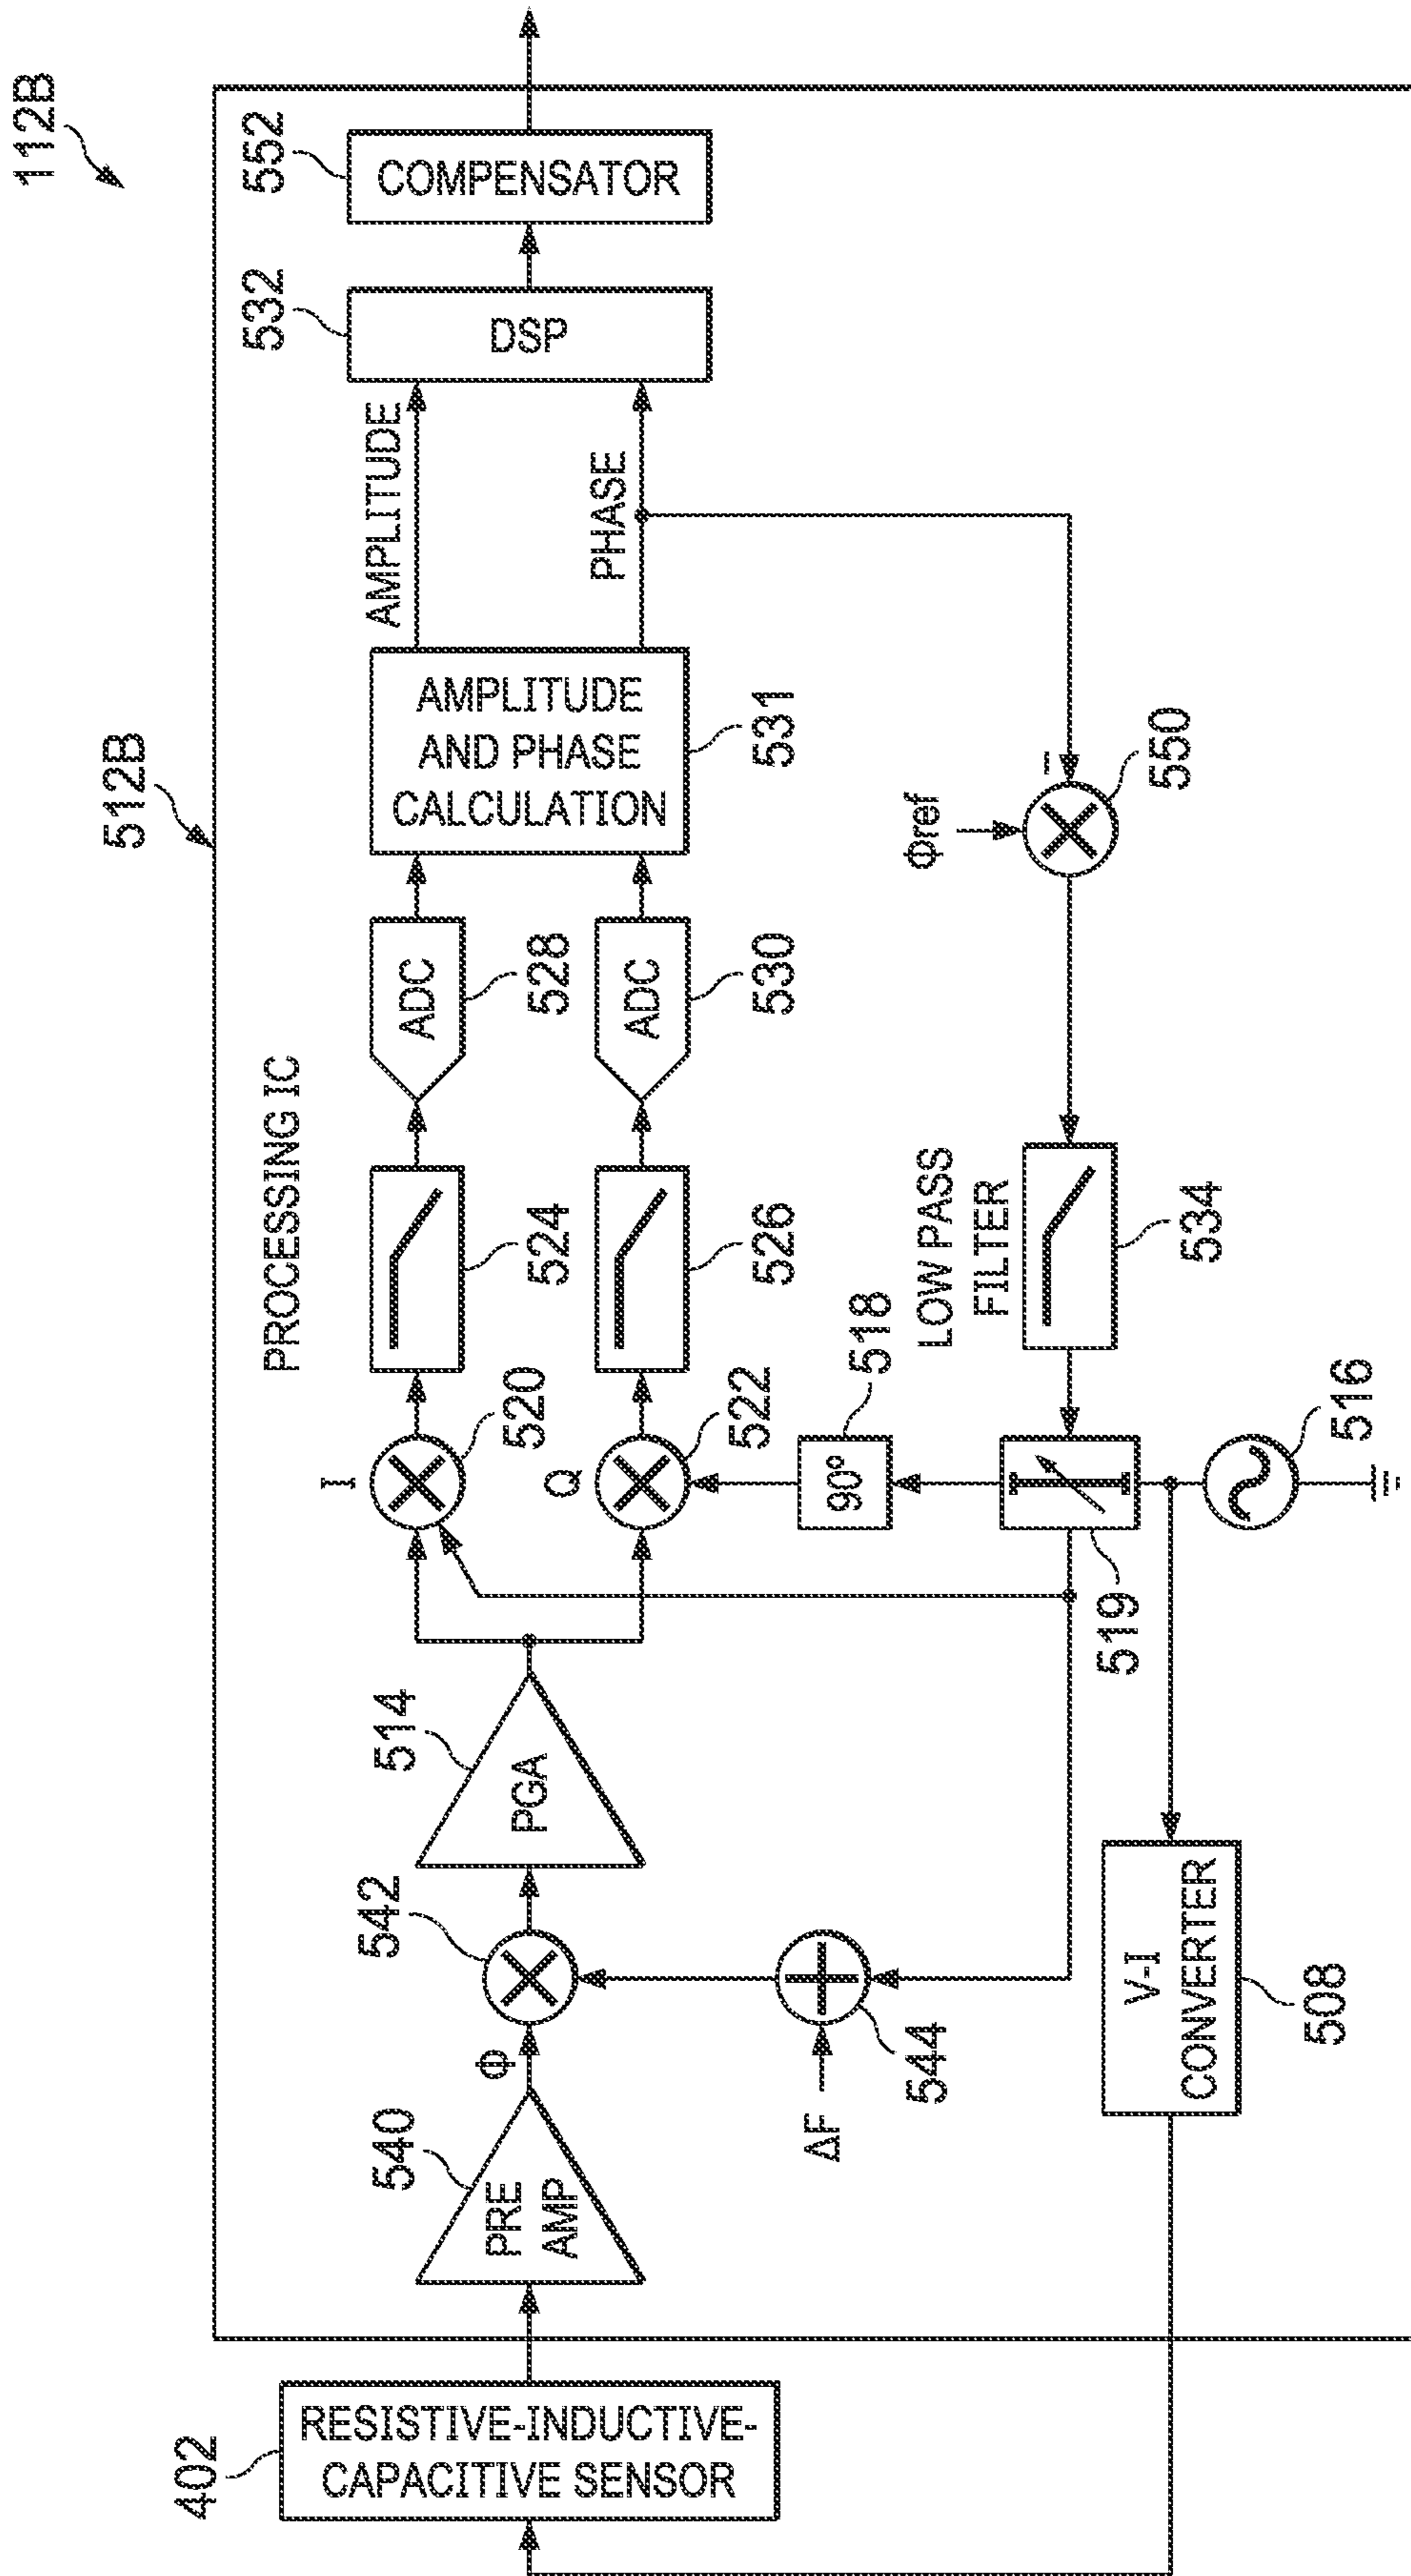 112B
512B
PROCESSING IC
402
RESISTIVE-INDUCTIVE-
CAPACITIVE SENSOR
540
PRE
AMP
Φ
542
514
PGA
I
520
524
ADC
528
AMPLITUDE
AND PHASE
CALCULATION
531
AMPLITUDE
PHASE
532
DSP
552
COMPENSATOR
Q
522
526
ADC
530
90°
518
ΔF
544
519
LOW PASS
FILTER
534
Φref
−
550
V-I
CONVERTER
508
516